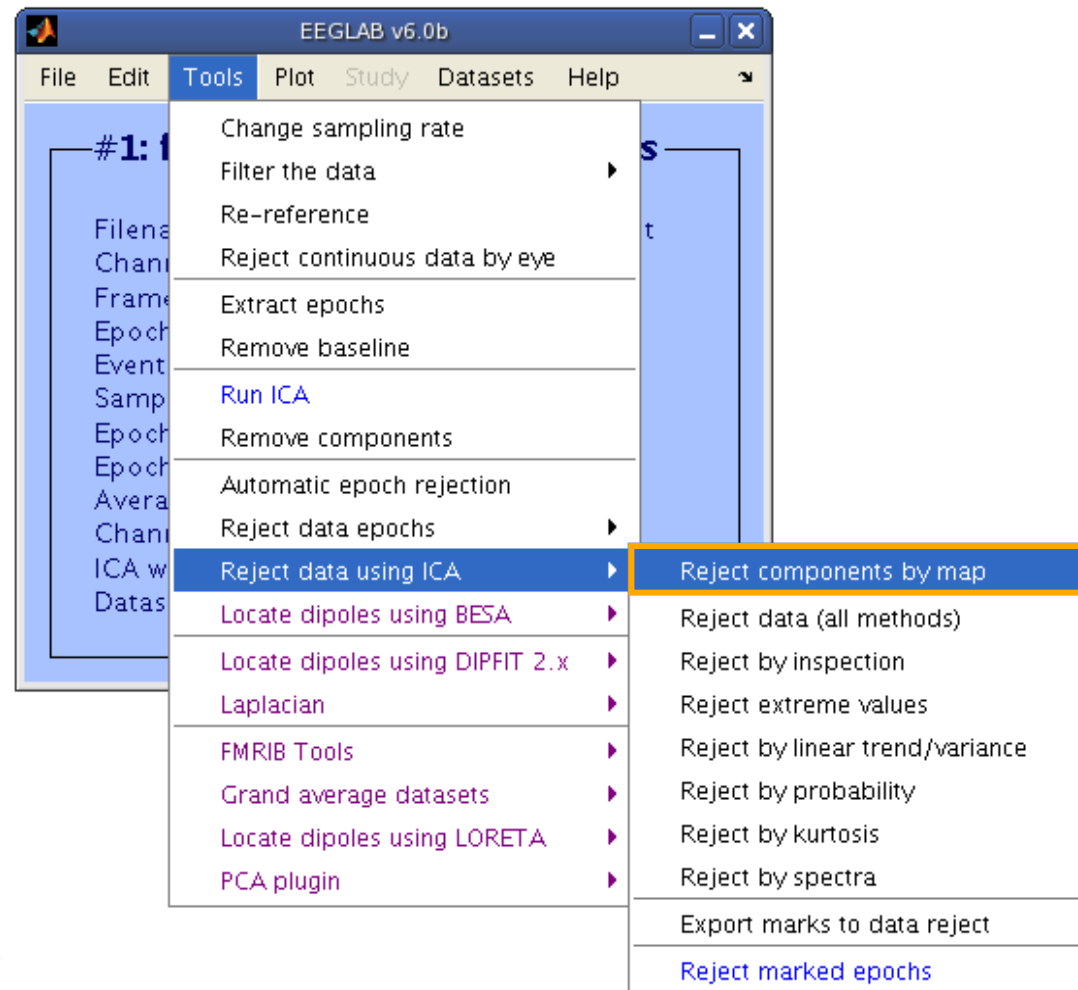 EEGLAB v6.0b
File Edit Tools Plot Study Datasets Help
#1: s
Filena t
Chan
Frame
Epoch
Event
Samp
Epoch
Epoch
Avera
Chan
ICA w
Datas
Change sampling rate
Filter the data
Re-reference
Reject continuous data by eye
Extract epochs
Remove baseline
Run ICA
Remove components
Automatic epoch rejection
Reject data epochs
Reject data using ICA
Locate dipoles using BESA
Locate dipoles using DIPFIT 2.x
Laplacian
FMRIB Tools
Grand average datasets
Locate dipoles using LORETA
PCA plugin
Reject components by map
Reject data (all methods)
Reject by inspection
Reject extreme values
Reject by linear trend/variance
Reject by probability
Reject by kurtosis
Reject by spectra
Export marks to data reject
Reject marked epochs